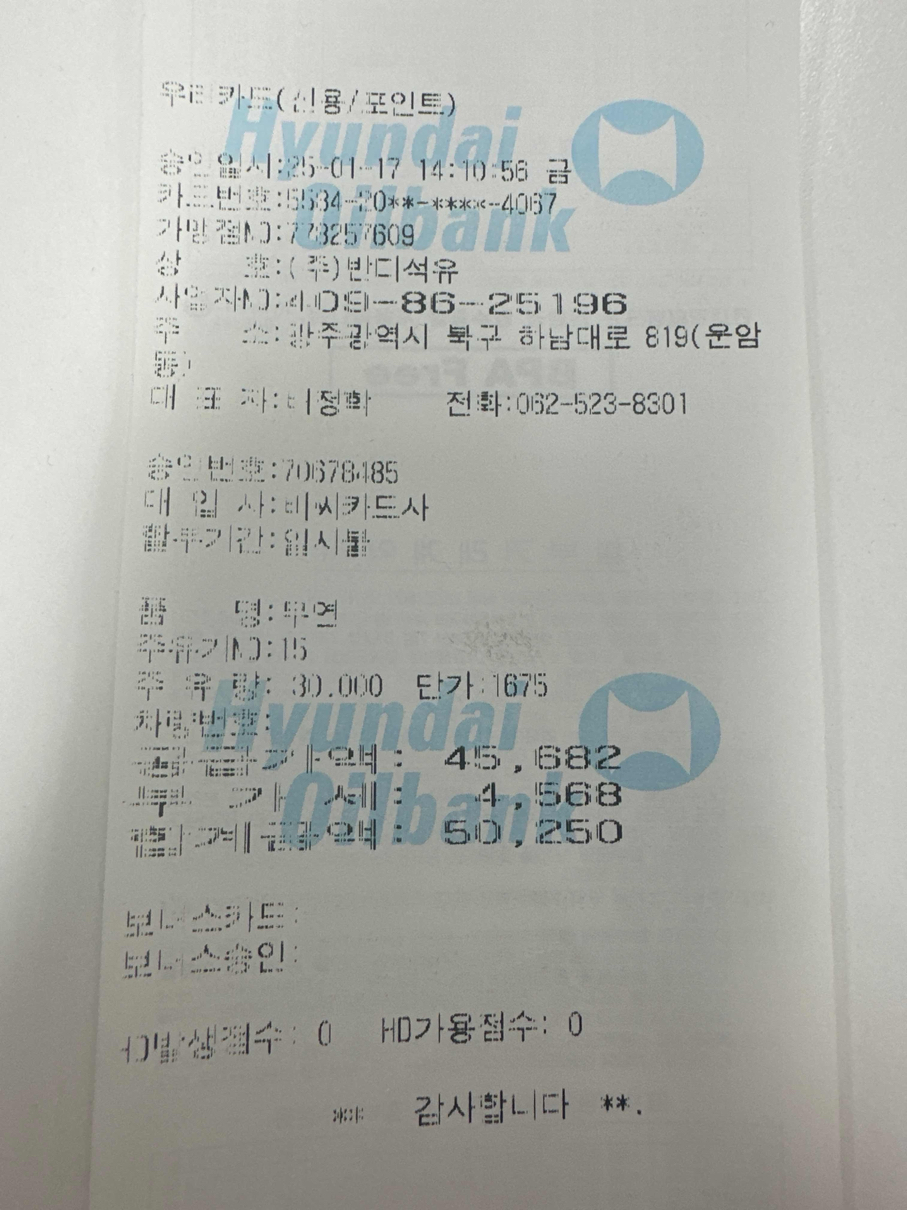 우리카드(신용/포인트)
Hyundai
Oilbank
승인일시:25-01-17 14:10:56 금
카드번호:5534-20**-****-4067
가맹점NO:773257609
상 호:(주)반디석유
사업자NO:409-86-25196
주 소:광주광역시 북구 하남대로 819(운암
동)
대 표 자: 전화:062-523-8301
승인번호:70678485
매 입 사:비씨카드사
할부기간:일시불
품 명:무연
주유기NO:15
주 유 량: 30.000 단가:1675
차량번호:
Hyundai
Oilbank
공급가액: 45,682
부 가 세: 4,568
합계금액: 50,250
보너스카드:
보너스승인:
HD발생점수: 0 HD가용점수: 0
** 감사합니다 **.